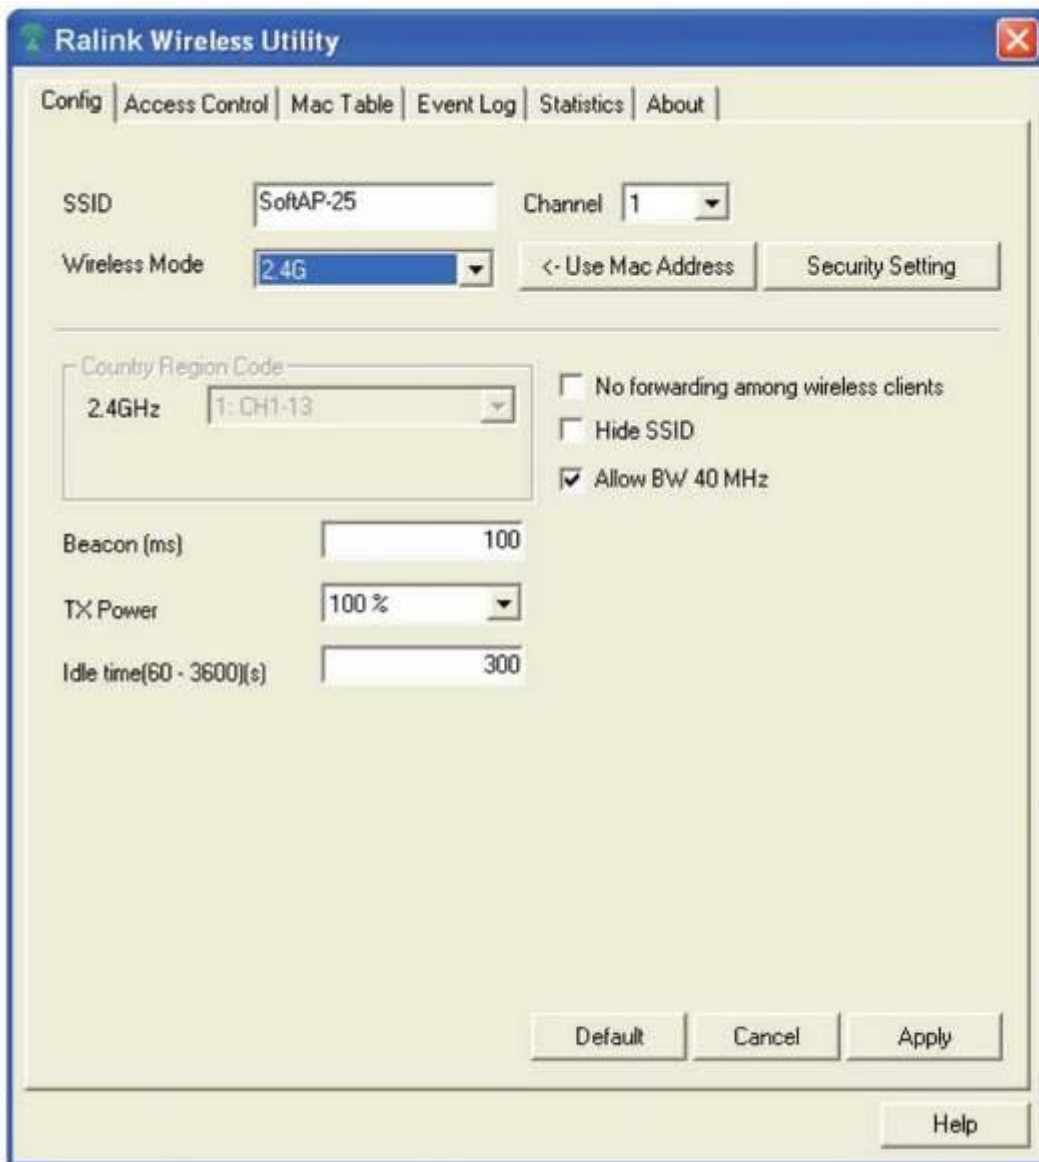 Ralink Wireless Utility
Config Access Control Mac Table Event Log Statistics About
SSID SoftAP-25 Channel 1
Wireless Mode 2.4G <- Use Mac Address Security Setting
Country Region Code
2.4GHz 1: CH1-13
No forwarding among wireless clients
Hide SSID
Allow BW 40 MHz
Beacon (ms) 100
TX Power 100 %
Idle time(60 - 3600)(s) 300
Default Cancel Apply
Help